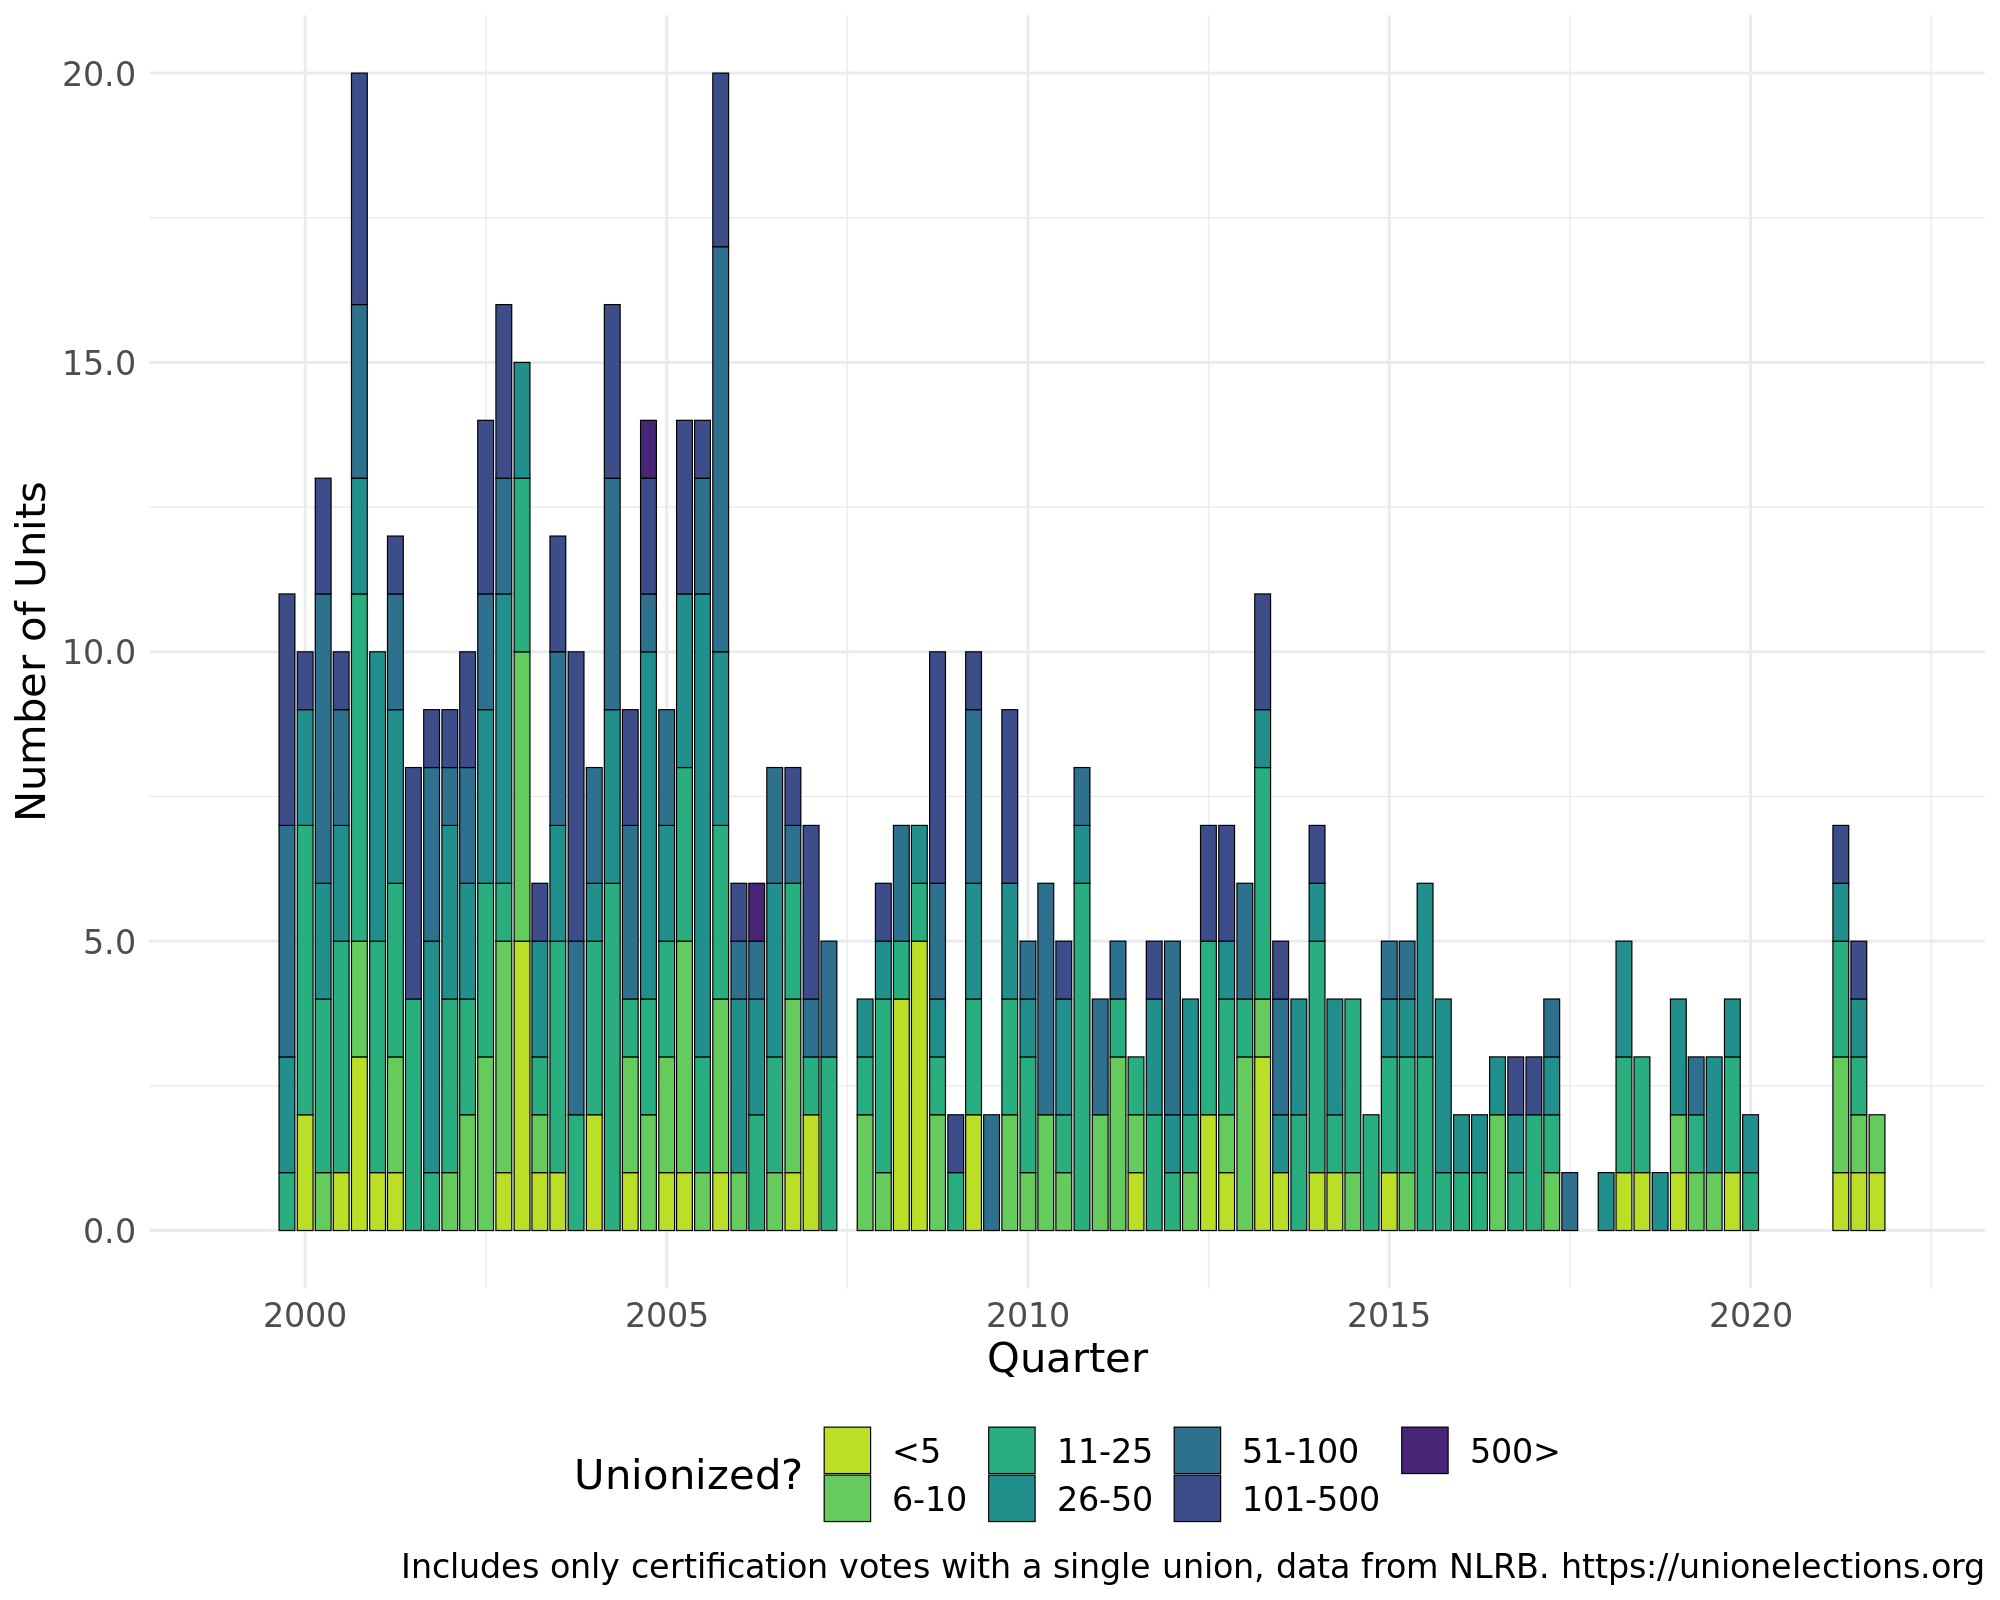 20.0
15.0
10.0
5.0
0.0
Number of Units
2000 2005 2010 2015 2020
Quarter
Unionized?
<5 11-25 51-100 500>
6-10 26-50 101-500
Includes only certification votes with a single union, data from NLRB. https://unionelections.org